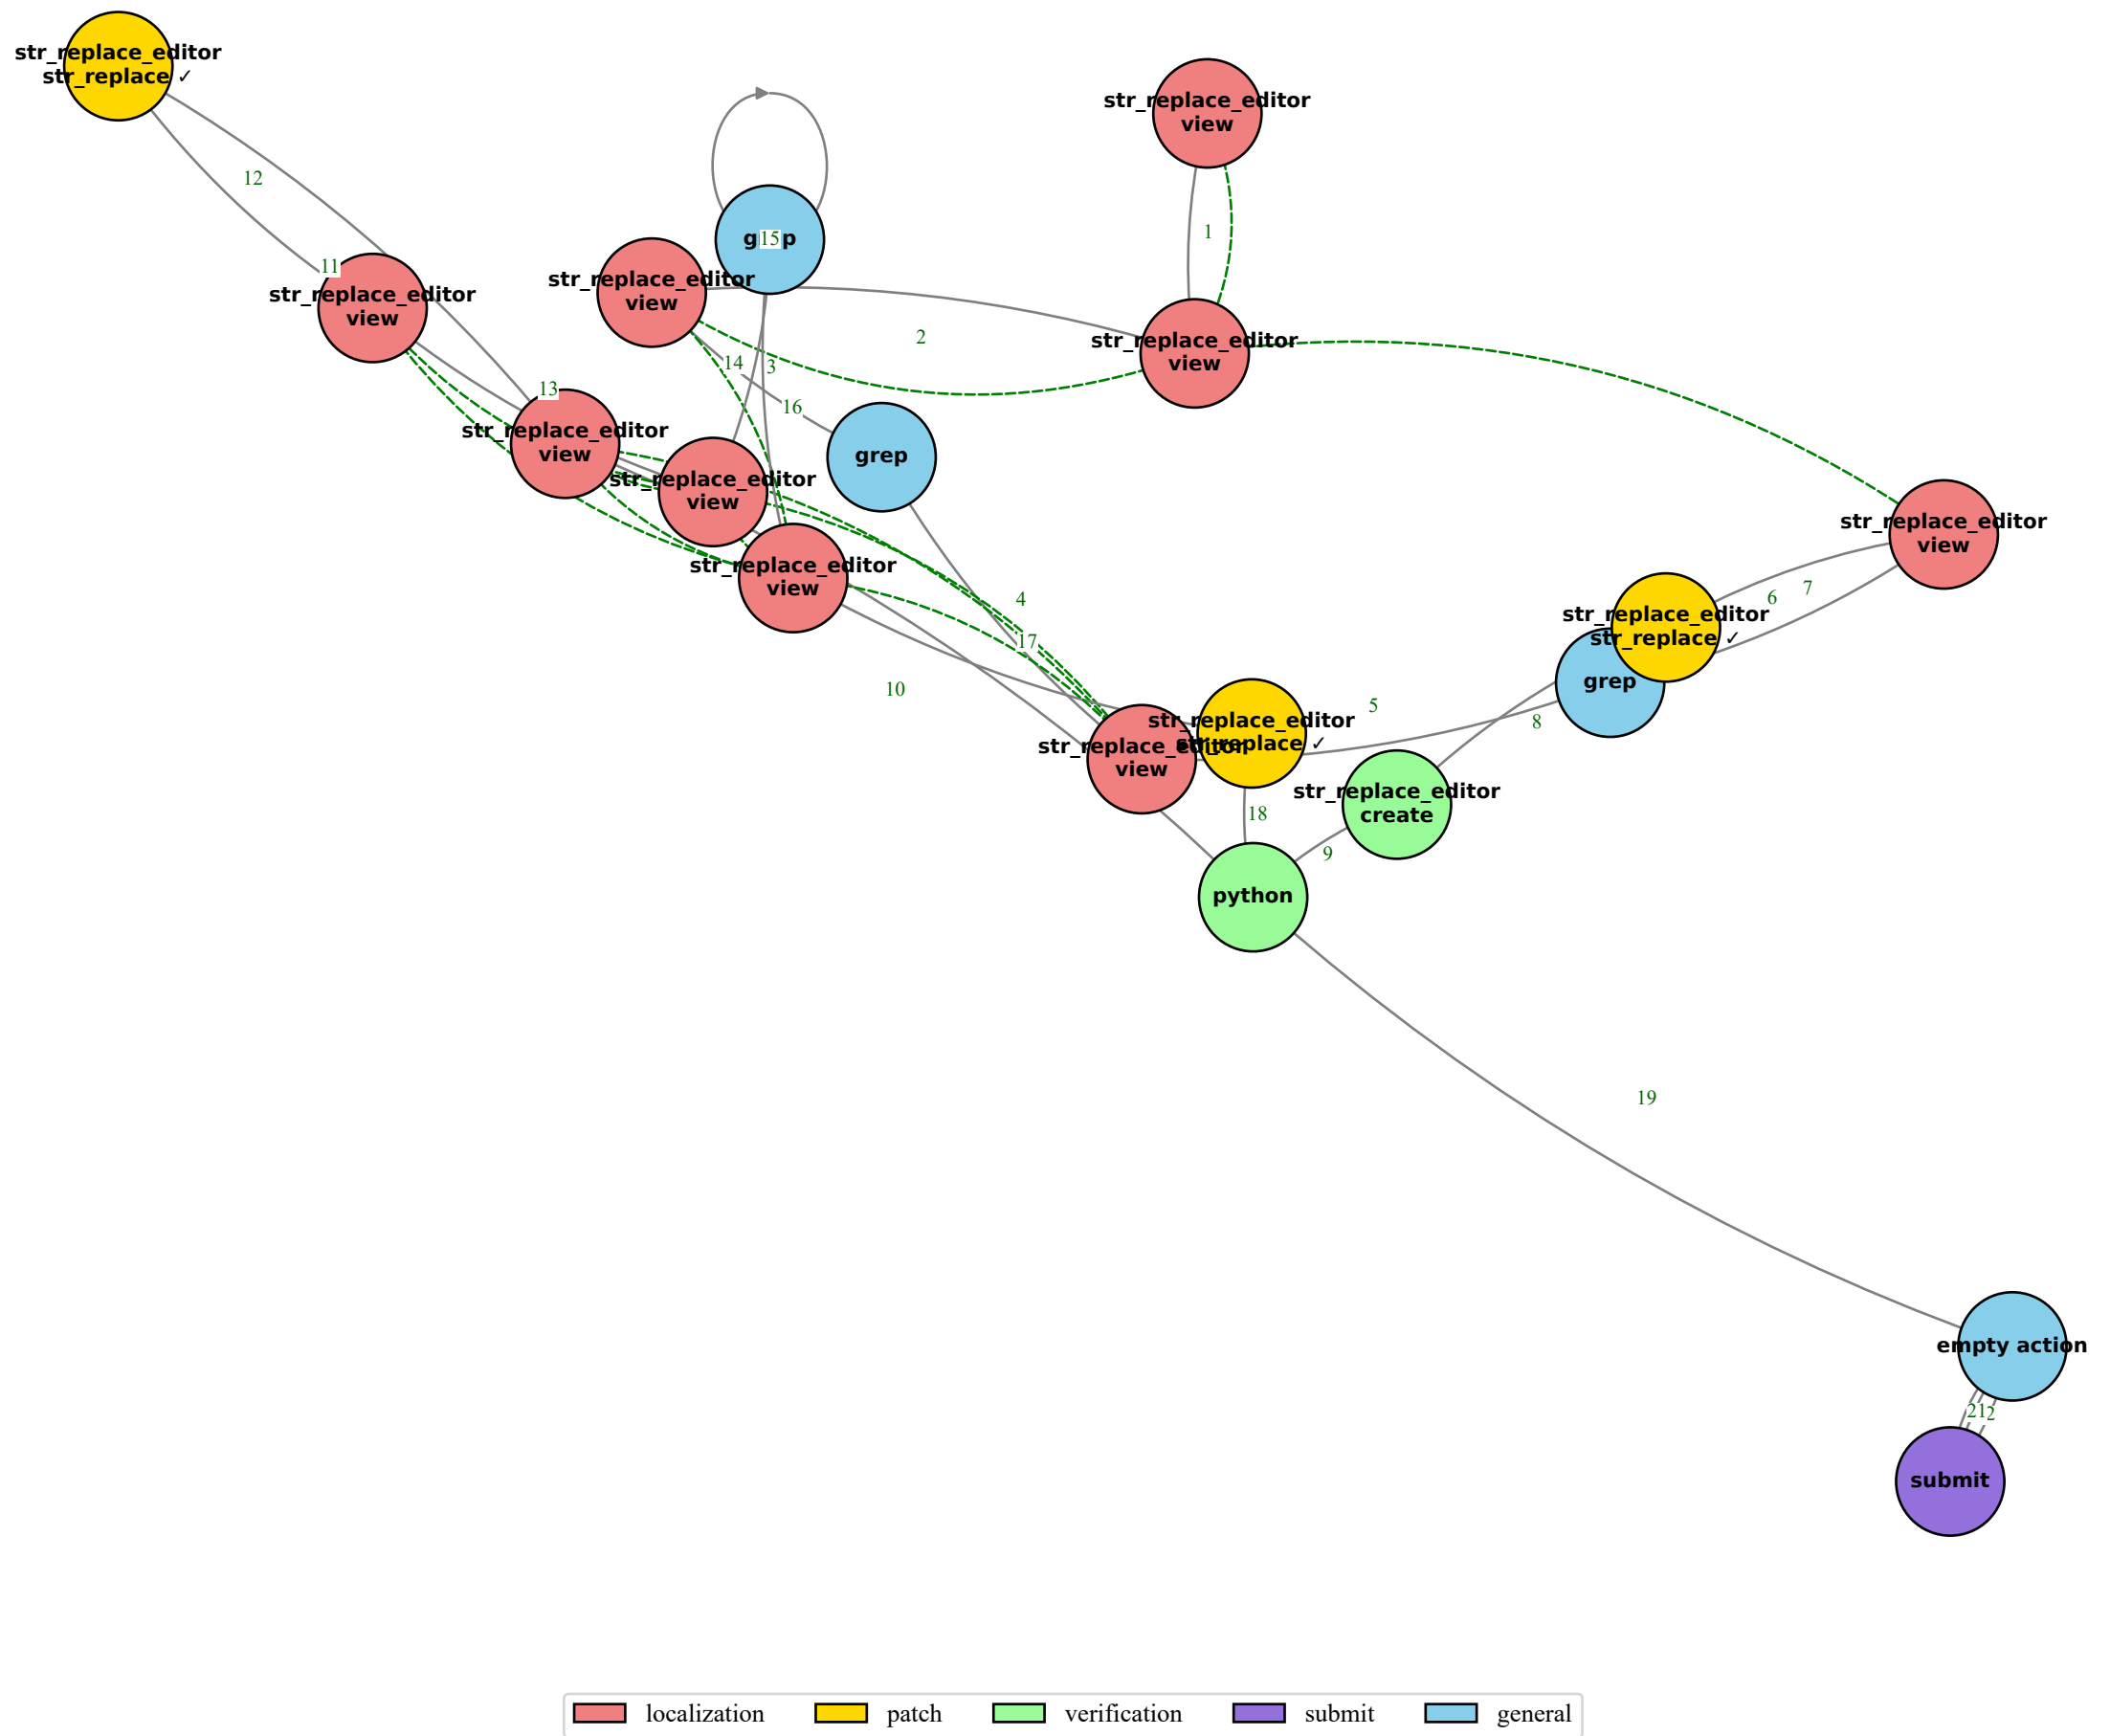 str_replace_editor
str_replace ✓
str_replace_editor
view
12
1
15
str_replace_editor
view
11
str_replace_editor
view
2
str_replace_editor
view
14
3
13
16
str_replace_editor
view
grep
str_replace_editor
view
str_replace_editor
view
str_replace_editor
view
4
17
7
6
str_replace_editor
str_replace ✓
grep
10
5
8
str_replace_editor
str_replace ✓
str_replace_editor
view
18
str_replace_editor
create
9
python
19
empty action
submit
localization
patch
verification
submit
general